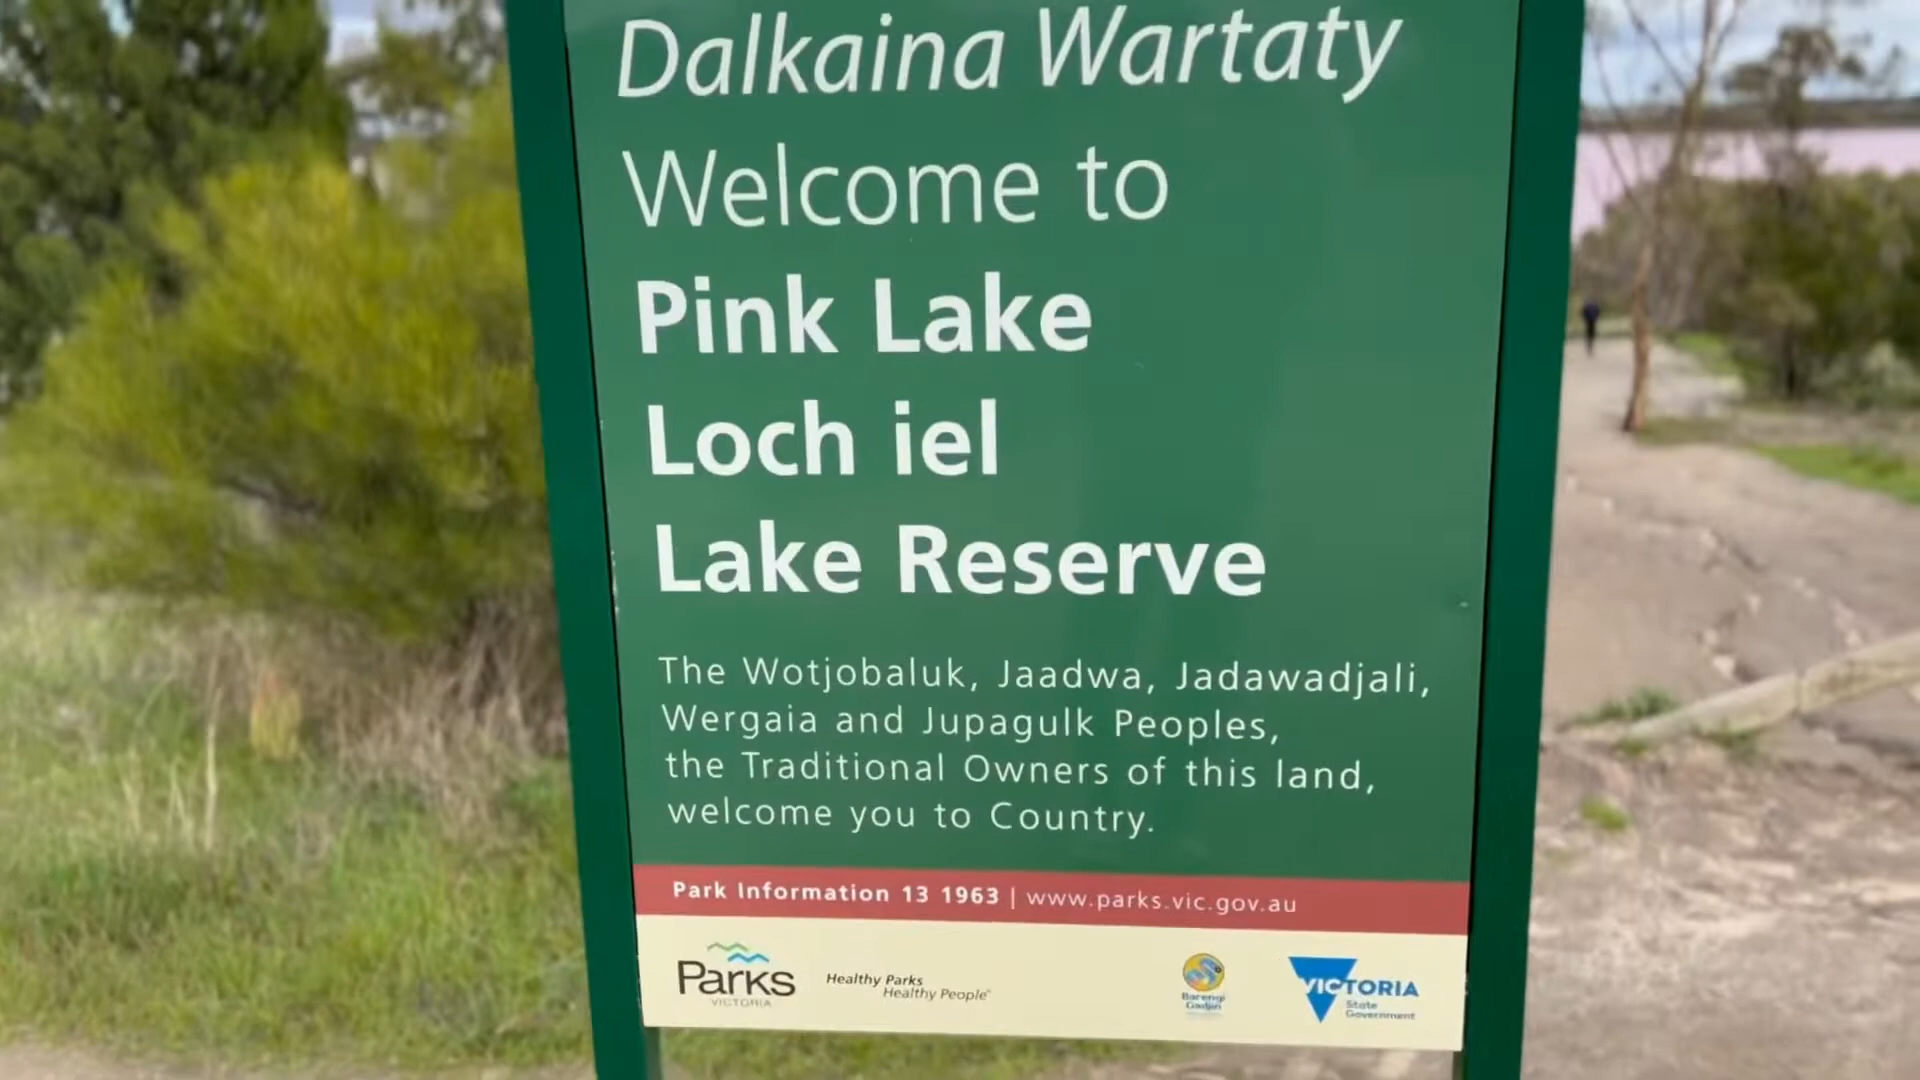 Dalkaina Wartaty
Welcome to
Pink Lake
Loch iel
Lake Reserve
The Wotjobaluk, Jaadwa, Jadawadjali,
Wergaia and Jupagulk Peoples,
the Traditional Owners of this land,
welcome you to Country.
Park Information 13 1963 | www.parks.vic.gov.au
Parks
VICTORIA
Healthy Parks
Healthy People
Barengi
Gadjin
VICTORIA
State
Government